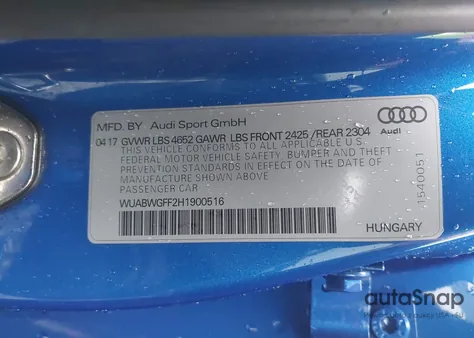 MFD. BY Audi Sport GmbH
04 17 GVWR LBS 4652 GAWR LBS FRONT 2425 /REAR 2304
THIS VEHICLE CONFORMS TO ALL APPLICABLE U.S.
FEDERAL MOTOR VEHICLE SAFETY, BUMPER AND THEFT
PREVENTION STANDARDS IN EFFECT ON THE DATE OF
MANUFACTURE SHOWN ABOVE
PASSENGER CAR
WUABWGFF2H1900516
Audi
1540051
HUNGARY
autoSnap